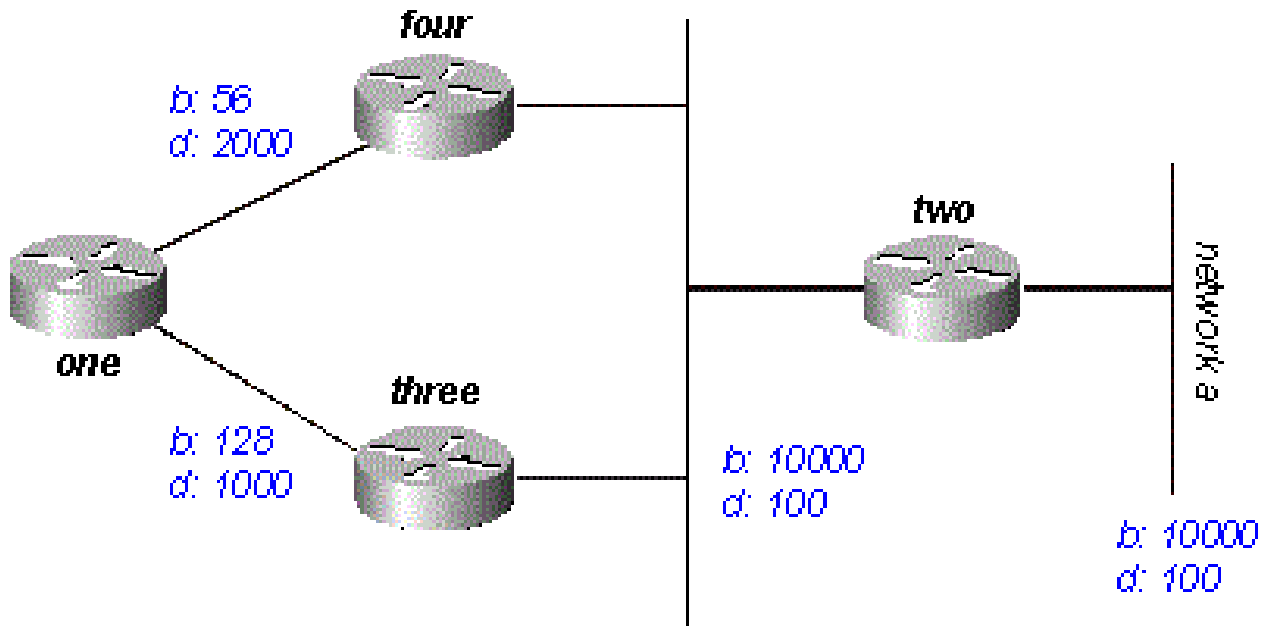 four
b: 56
d: 2000
two
network a
one
three
b: 128
d: 1000
b: 10000
d: 100
b: 10000
d: 100